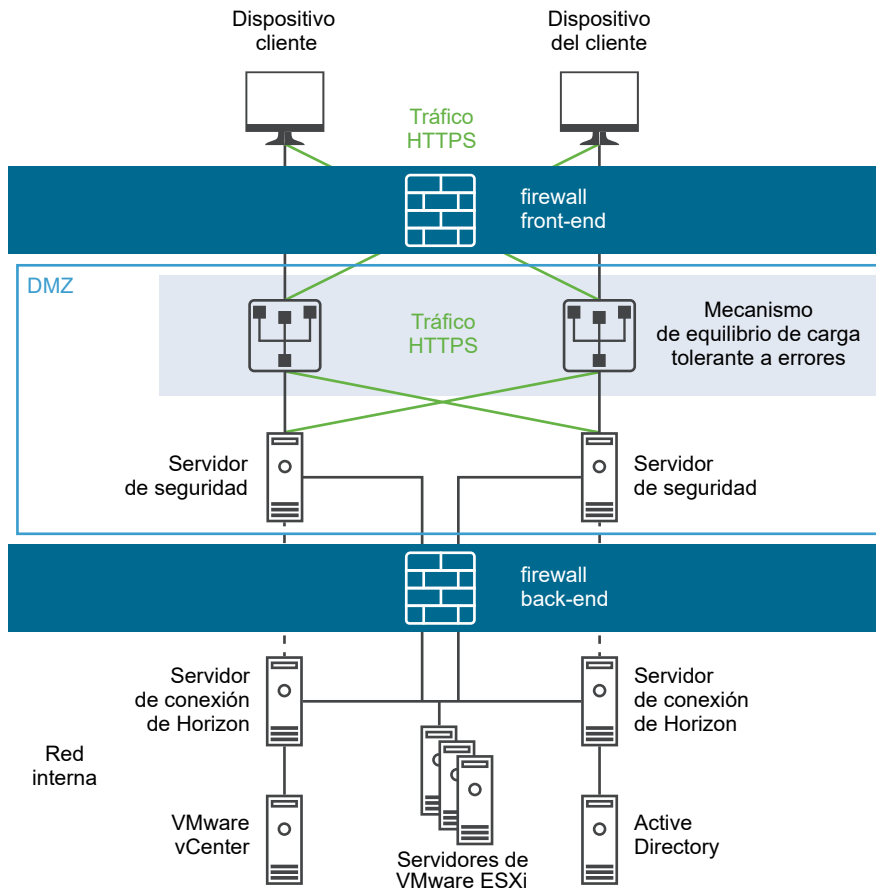 Dispositivo
cliente
Dispositivo
del cliente
Tráfico
HTTPS
firewall
front-end
DMZ
Tráfico
HTTPS
Mecanismo
de equilibrio de carga
tolerante a errores
Servidor
de seguridad
Servidor
de seguridad
firewall
back-end
Servidor
de conexión
de Horizon
Servidor
de conexión
de Horizon
Red
interna
VMware
vCenter
Servidores de
VMware ESXi
Active
Directory